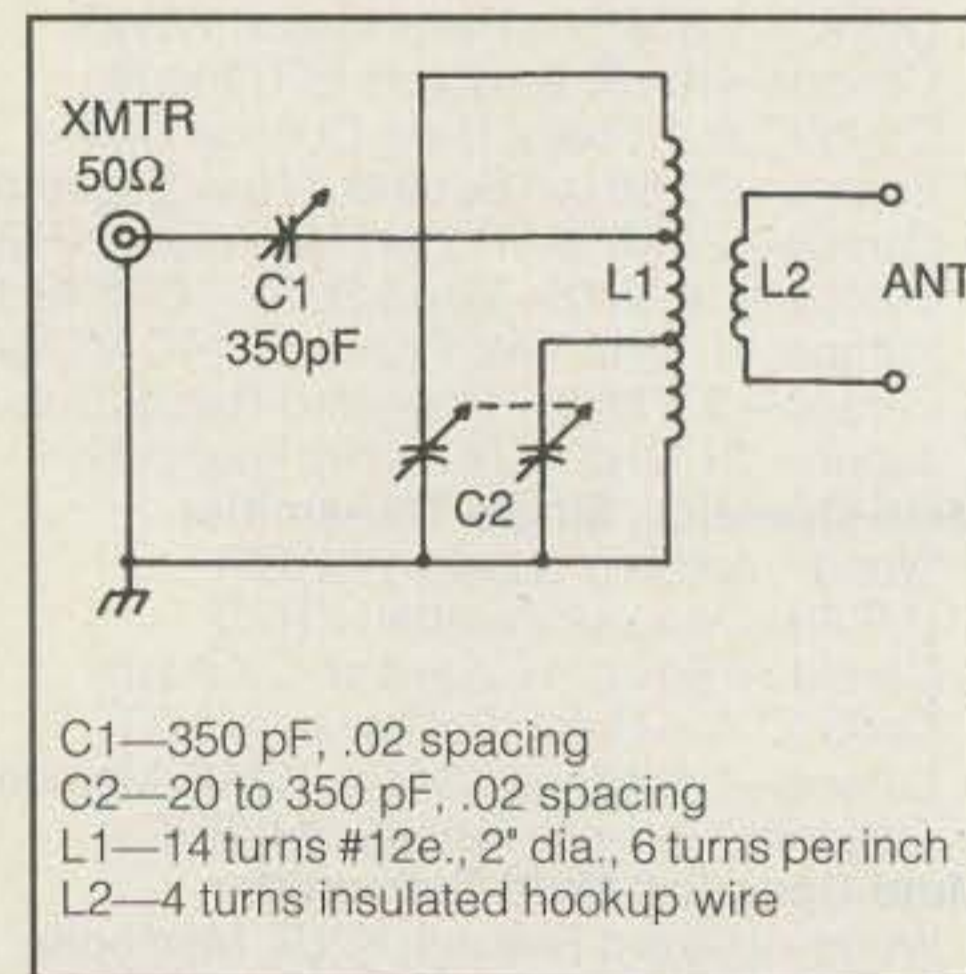 XMTR
50Ω
C1
350pF
L1
L2
ANT
C2
C1—350 pF, .02 spacing
C2—20 to 350 pF, .02 spacing
L1—14 turns #12e., 2" dia., 6 turns per inch
L2—4 turns insulated hookup wire